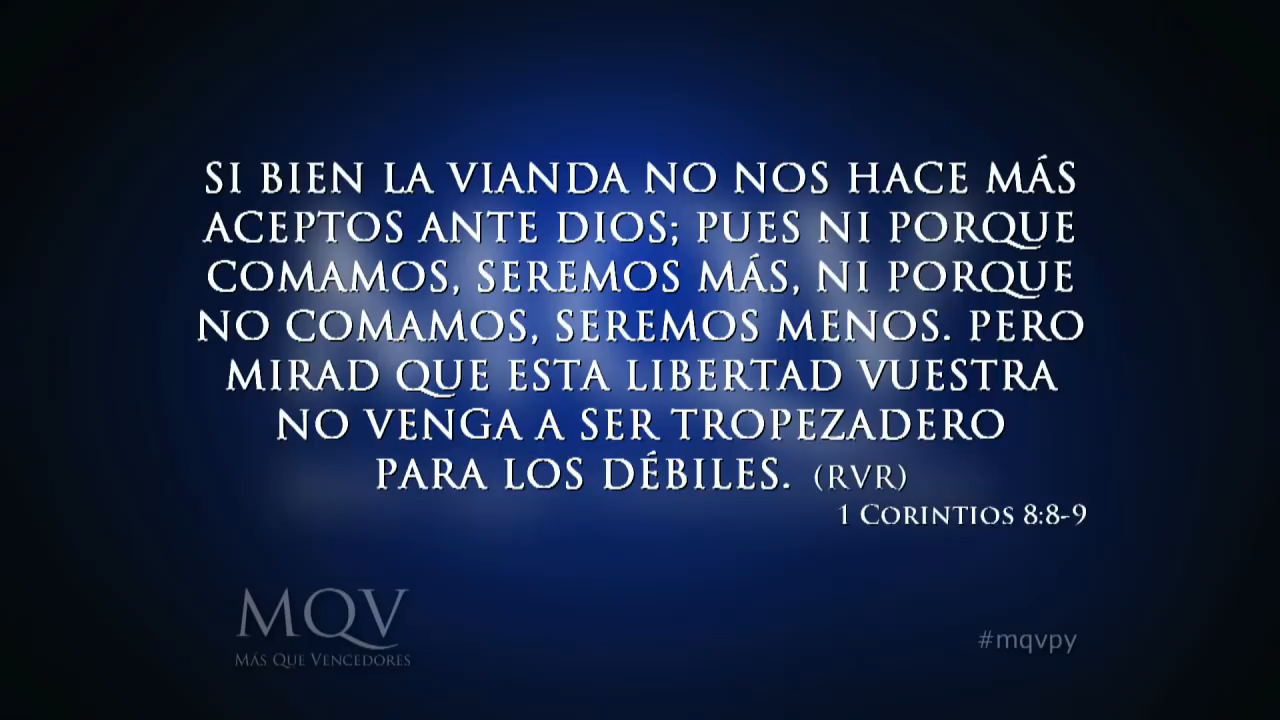 SI BIEN LA VIANDA NO NOS HACE MÁS
ACEPTOS ANTE DIOS; PUES NI PORQUE
COMAMOS, SEREMOS MÁS, NI PORQUE
NO COMAMOS, SEREMOS MENOS. PERO
MIRAD QUE ESTA LIBERTAD VUESTRA
NO VENGA A SER TROPEZADERO
PARA LOS DÉBILES. (RVR)
1 CORINTIOS 8:8-9
MQV
MÁS QUE VENCEDORES
#mqvpy